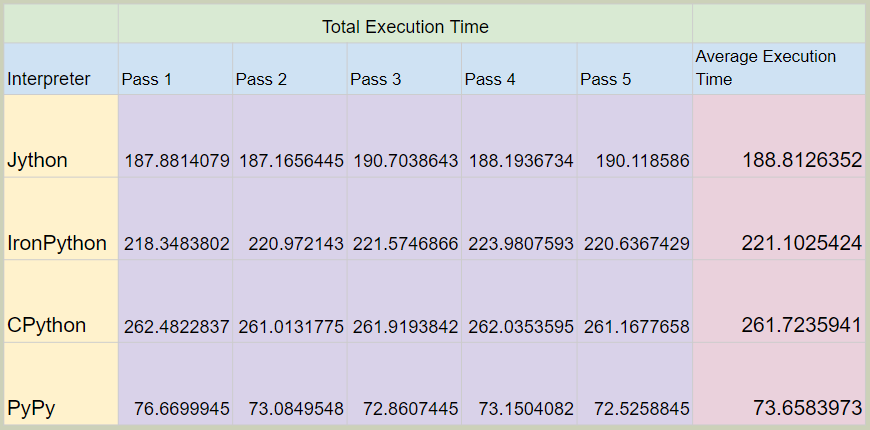 Total Execution Time
Interpreter Pass 1 Pass 2 Pass 3 Pass 4 Pass 5 Average Execution
Time
Jython 187.8814079 187.1656445 190.7038643 188.1936734 190.118586 188.8126352
IronPython 218.3483802 220.972143 221.5746866 223.9807593 220.6367429 221.1025424
CPython 262.4822837 261.0131775 261.9193842 262.0353595 261.1677658 261.7235941
PyPy 76.6699945 73.0849548 72.8607445 73.1504082 72.5258845 73.6583973